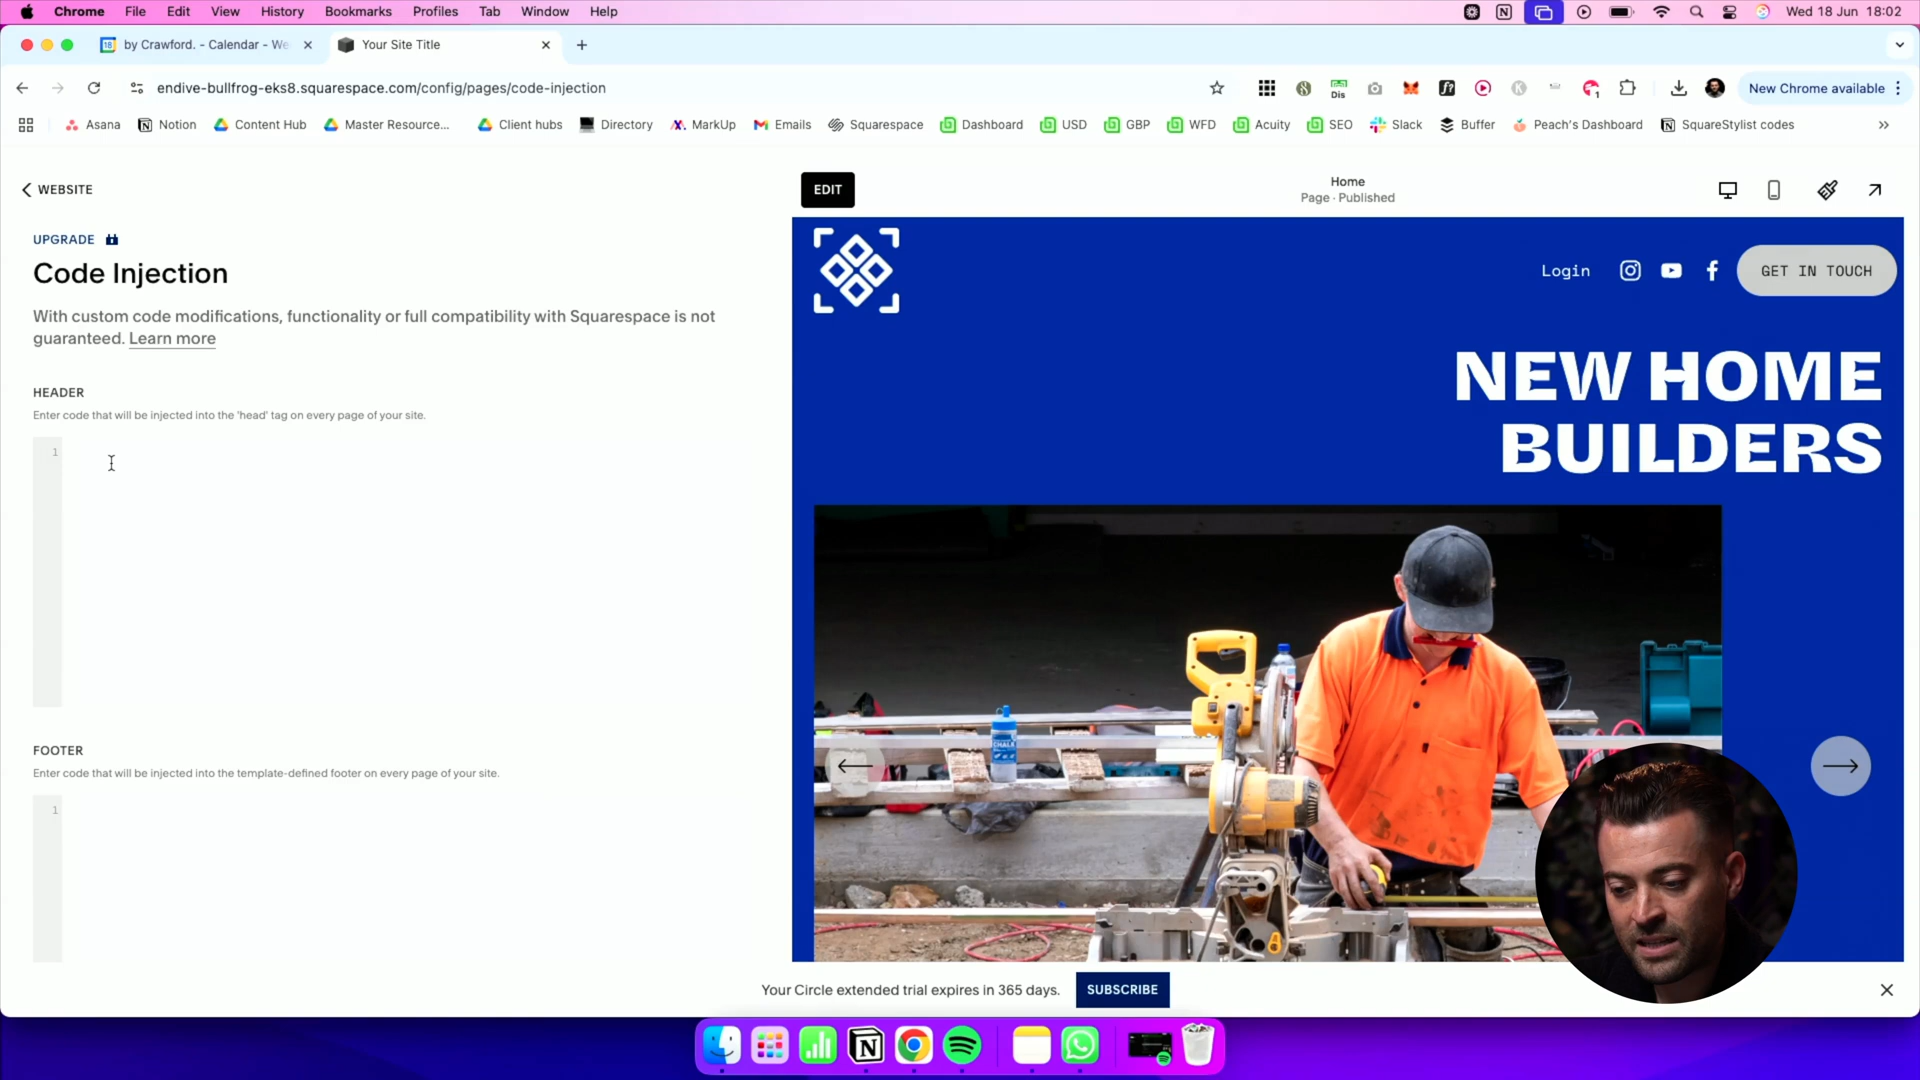 Chrome File Edit View History Bookmarks Profiles Tab Window Help Wed 18 Jun 18:02
by Crawford. - Calendar - We Your Site Title
endive-bullfrog-eks8.squarespace.com/config/pages/code-injection Dis 1 New Chrome available
Asana Notion Content Hub Master Resource... Client hubs Directory MarkUp Emails Squarespace Dashboard USD GBP WFD Acuity SEO Slack Buffer Peach's Dashboard SquareStylist codes
WEBSITE
EDIT
Home
Page · Published
UPGRADE
Code Injection
With custom code modifications, functionality or full compatibility with Squarespace is not
guaranteed. Learn more
HEADER
Enter code that will be injected into the 'head' tag on every page of your site.
1
FOOTER
Enter code that will be injected into the template-defined footer on every page of your site.
1
Login GET IN TOUCH
NEW HOME
BUILDERS
CHALK
Your Circle extended trial expires in 365 days. SUBSCRIBE